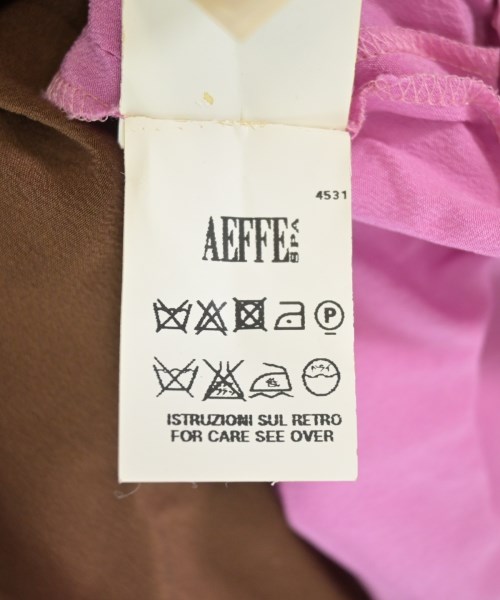 4531
AEFFE SPA
P
ISTRUZIONI SUL RETRO
FOR CARE SEE OVER